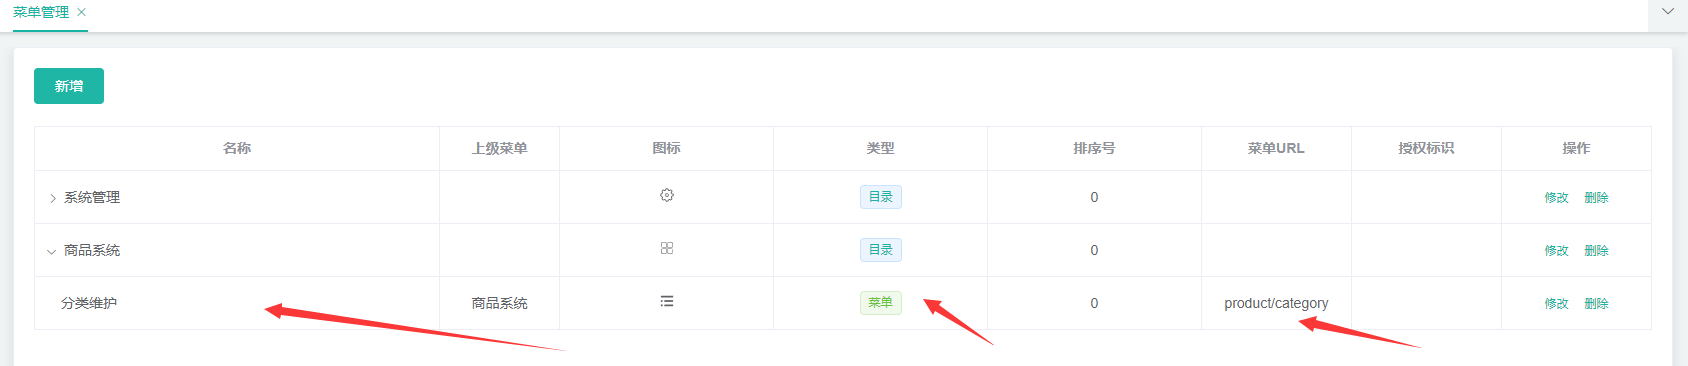 菜单管理
新增
名称 上级菜单 图标 类型 排序号 菜单URL 授权标识 操作
系统管理 目录 0 修改 删除
商品系统 目录 0 修改 删除
分类维护 商品系统 菜单 0 product/category 修改 删除